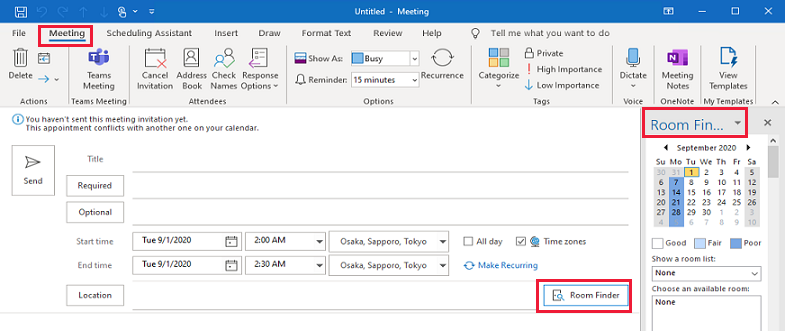 Untitled - Meeting
File Meeting Scheduling Assistant Insert Draw Format Text Review Help Tell me what you want to do
Delete
Actions
Teams
Meeting
Teams Meeting
Cancel
Invitation
Address
Book
Check
Names
Response
Options
Attendees
Show As: Busy
Reminder: 15 minutes
Recurrence
Options
Categorize
Private
High Importance
Low Importance
Tags
Dictate
Voice
Meeting
Notes
OneNote
View
Templates
My Templates
You haven't sent this meeting invitation yet.
This appointment conflicts with another one on your calendar.
Send
Title
Required
Optional
Start time Tue 9/1/2020 2:00 AM Osaka, Sapporo, Tokyo All day Time zones
End time Tue 9/1/2020 2:30 AM Osaka, Sapporo, Tokyo Make Recurring
Location Room Finder
Room Fin...
September 2020
Su Mo Tu We Th Fr Sa
30 31 1 2 3 4 5
6 7 8 9 10 11 12
13 14 15 16 17 18 19
20 21 22 23 24 25 26
27 28 29 30 1 2 3
Good Fair Poor
Show a room list:
None
Choose an available room:
None